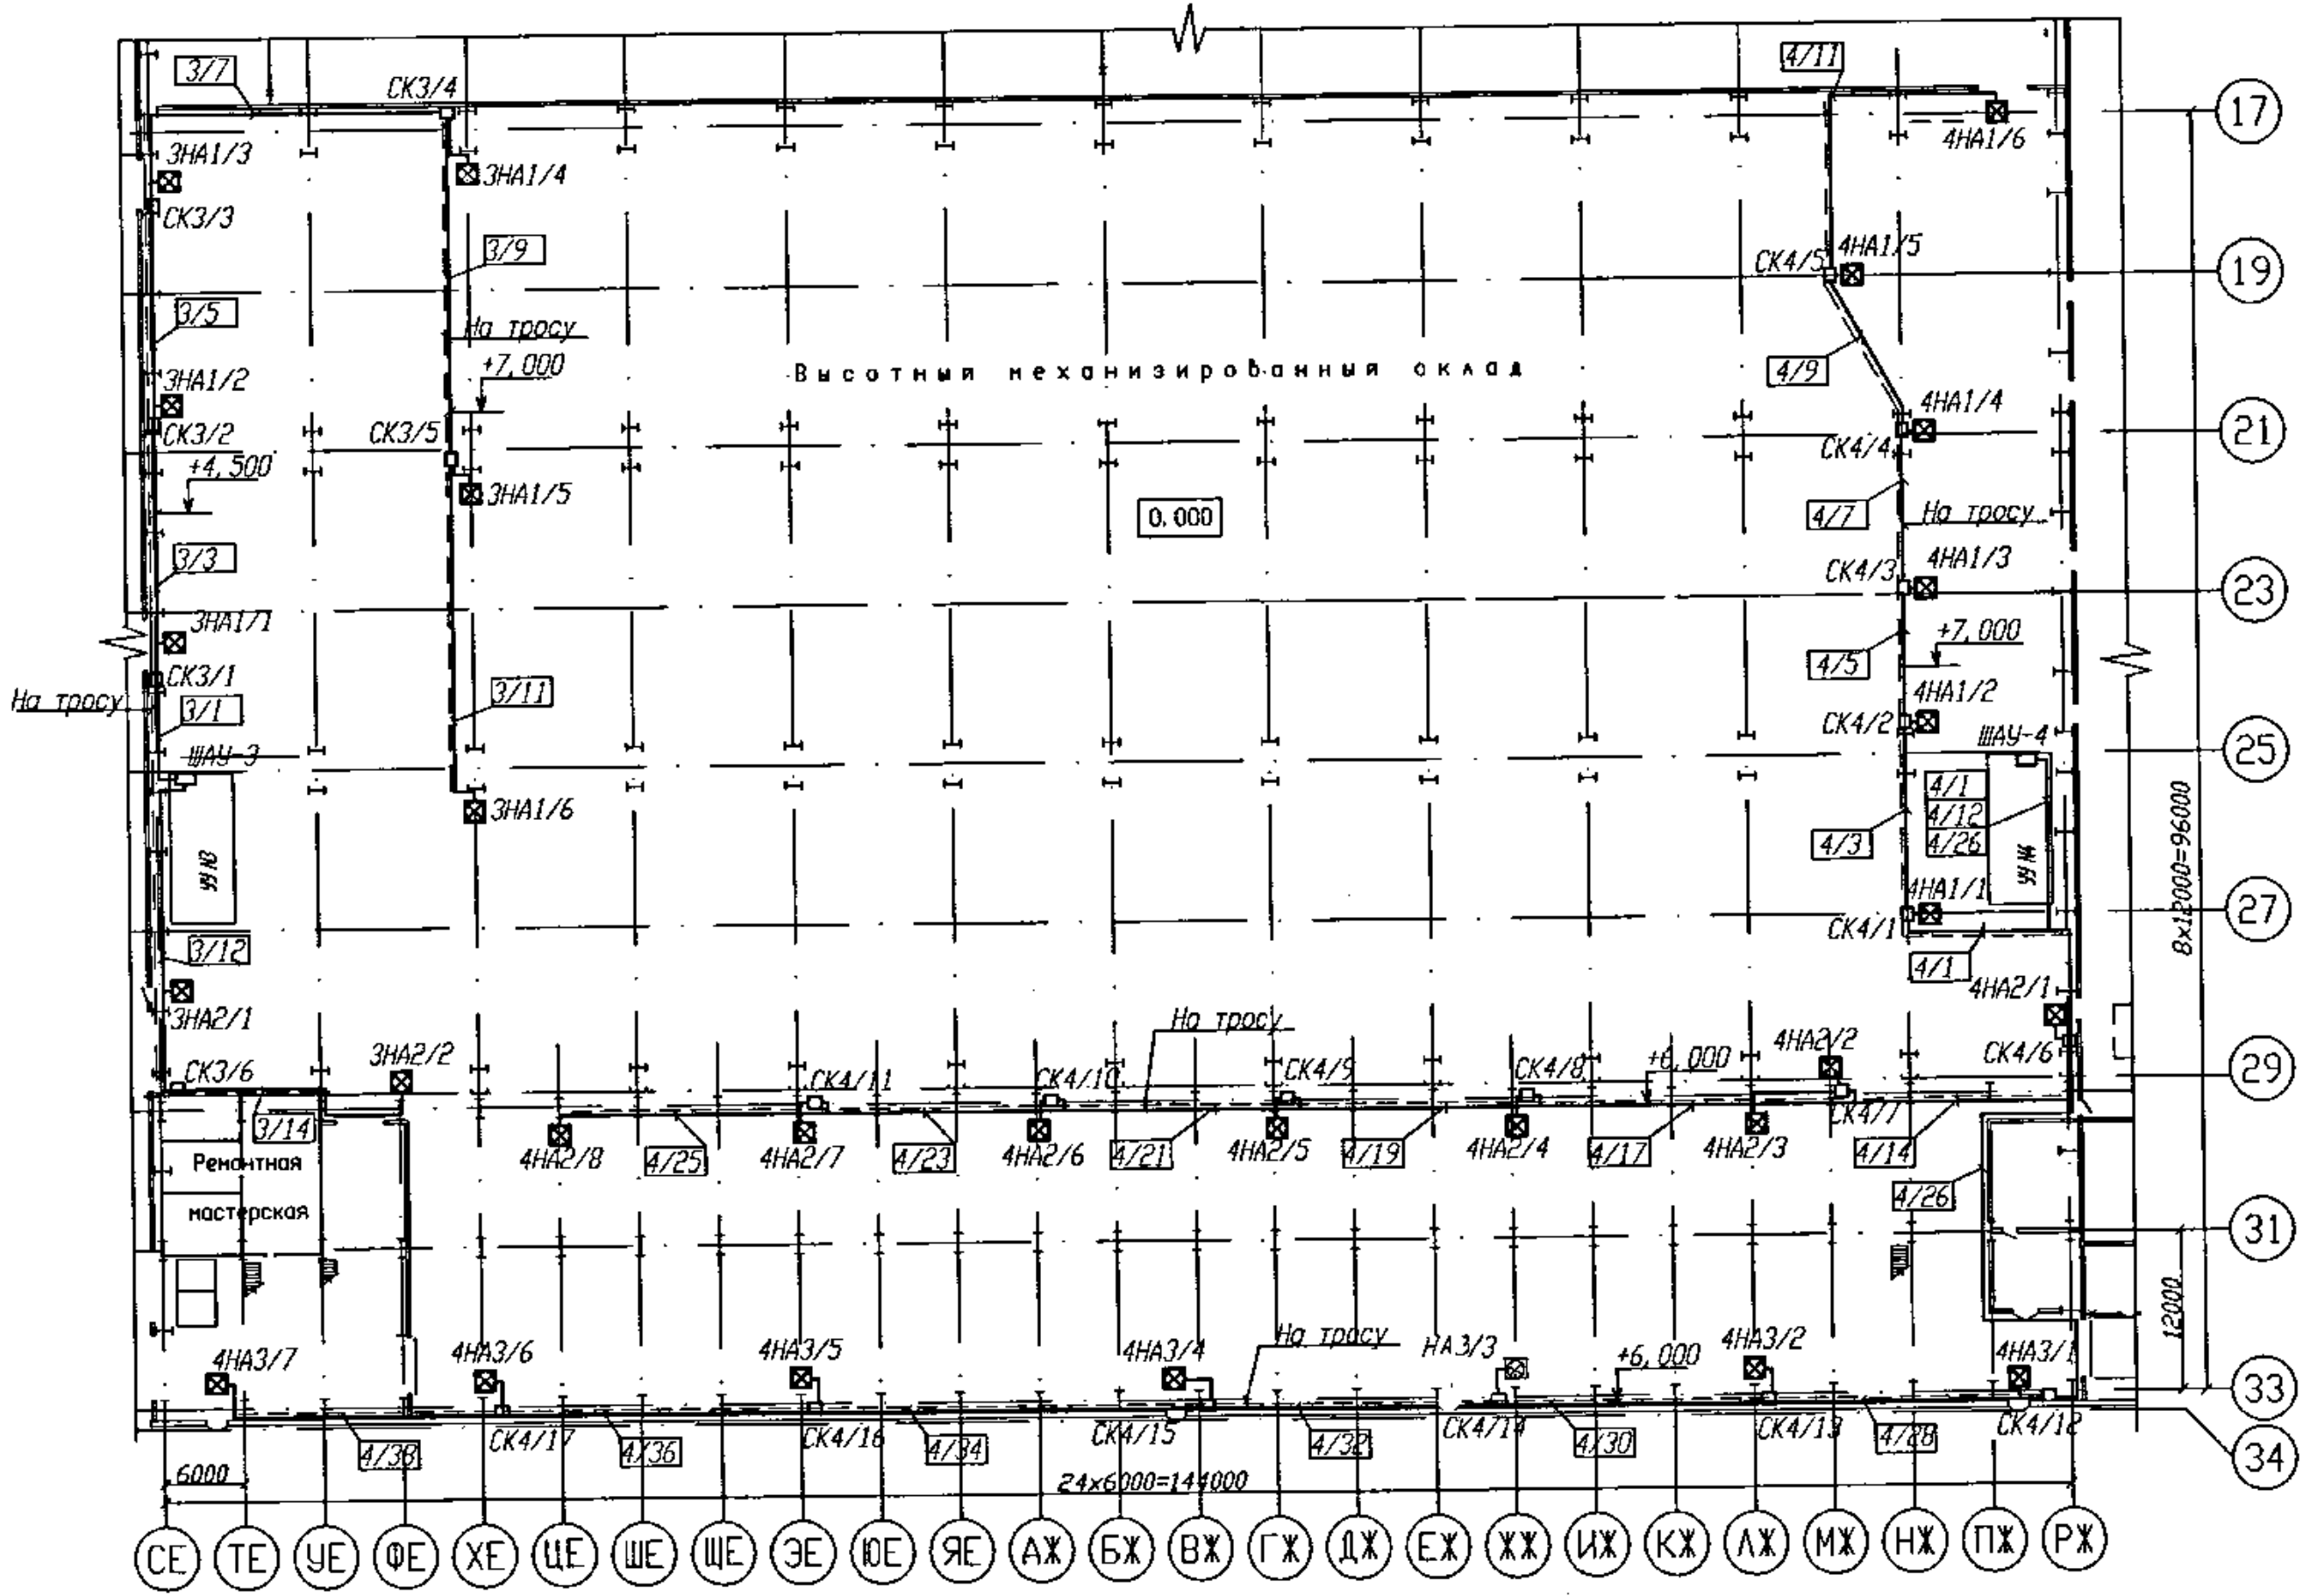 3/7
СК3/4
4/11
17
3НА1/3
3НА1/4
4НА1/6
СК3/3
3/9
СК4/5
4НА1/5
19
3/5
На тросу
+7,000
Высотный механизированный склад
4/9
3НА1/2
4НА1/4
СК3/2
СК3/5
СК4/4
21
+4,500
3НА1/5
0,000
4/7
На тросу
3/3
СК4/3
4НА1/3
23
3НА1/1
+7,000
СК3/1
4/5
На тросу
3/1
3/11
4НА1/2
СК4/2
ШАУ-3
ШАУ-4
25
4/1
4/12
4/26
3НА1/6
4/3
УУ N3
УУ N4
8х12000=96000
4НА1/1
СК4/1
27
3/12
4/1
4НА2/1
3НА2/1
На тросу
3НА2/2
4НА2/2
СК4/6
СК3/6
СК4/11
СК4/10
СК4/9
СК4/8
+6,000
29
СК4/7
3/14
4НА2/8
4/25
4НА2/7
4/23
4НА2/6
4/21
4НА2/5
4/19
4НА2/4
4/17
4НА2/3
4/14
Ремонтная
мастерская
4/26
31
12000
4НА3/7
4НА3/6
4НА3/5
4НА3/4
На тросу
НА3/3
+6,000
4НА3/2
4НА3/1
33
4/38
СК4/17
4/36
СК4/16
4/34
СК4/15
4/32
СК4/14
4/30
СК4/13
4/28
СК4/12
34
6000
24х6000=144000
СЕ ТЕ УЕ ФЕ ХЕ ЦЕ ШЕ ЩЕ ЭЕ ЮЕ ЯЕ АЖ БЖ ВЖ ГЖ ДЖ ЕЖ ЖЖ ИЖ КЖ ЛЖ МЖ НЖ ПЖ РЖ